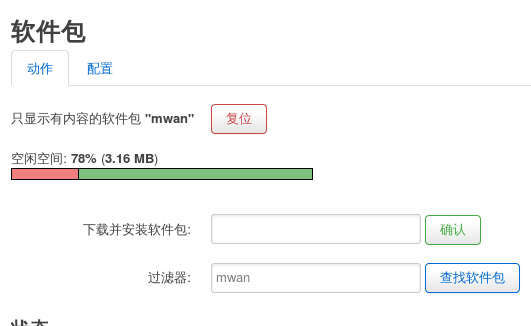 软件包
动作 配置
只显示有内容的软件包 "mwan" 复位
空闲空间: 78% (3.16 MB)
下载并安装软件包: 确认
过滤器: mwan 查找软件包
状态